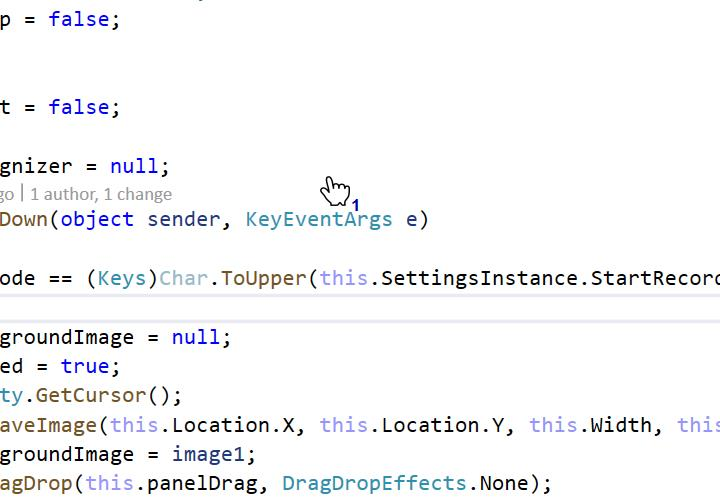 p = false;
t = false;
gnizer = null;
go | 1 author, 1 change
1
Down(object sender, KeyEventArgs e)
ode == (Keys)Char.ToUpper(this.SettingsInstance.StartRecord
groundImage = null;
ed = true;
ty.GetCursor();
aveImage(this.Location.X, this.Location.Y, this.Width, this
groundImage = image1;
agDrop(this.panelDrag, DragDropEffects.None);